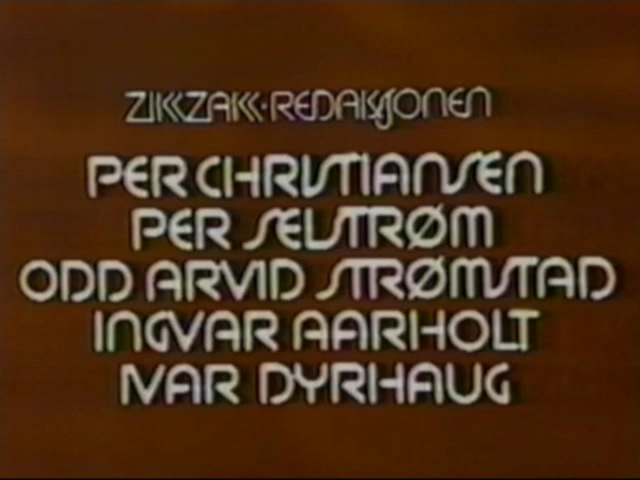 ZIKKZAKK-REDAKSJONEN
PER CHRISTIANSEN
PER SELSTRØM
ODD ARVID STRØMSTAD
INGVAR AARHOLT
IVAR DYRHAUG